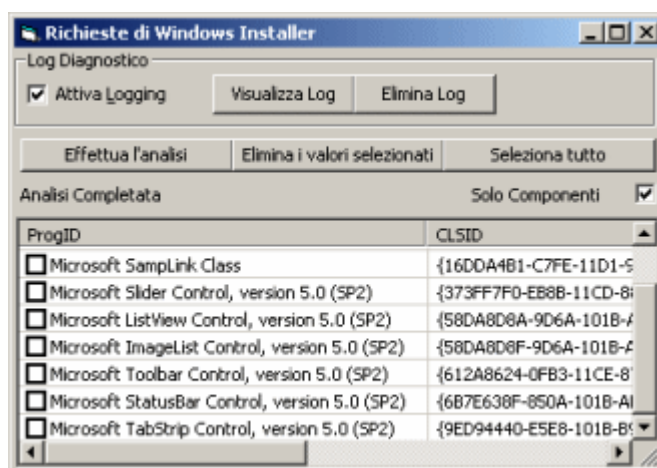 Richieste di Windows Installer
Log Diagnostico
Attiva Logging Visualizza Log Elimina Log
Effettua l'analisi Elimina i valori selezionati Seleziona tutto
Analisi Completata Solo Componenti
ProgID CLSID
Microsoft SampLink Class {16DDA4B1-C7FE-11D1-9
Microsoft Slider Control, version 5.0 (SP2) {373FF7F0-EB8B-11CD-8
Microsoft ListView Control, version 5.0 (SP2) {58DA8D8A-9D6A-101B-A
Microsoft ImageList Control, version 5.0 (SP2) {58DA8D8F-9D6A-101B-A
Microsoft Toolbar Control, version 5.0 (SP2) {612A8624-0FB3-11CE-8
Microsoft StatusBar Control, version 5.0 (SP2) {6B7E638F-850A-101B-A
Microsoft TabStrip Control, version 5.0 (SP2) {9ED94440-E5E8-101B-B